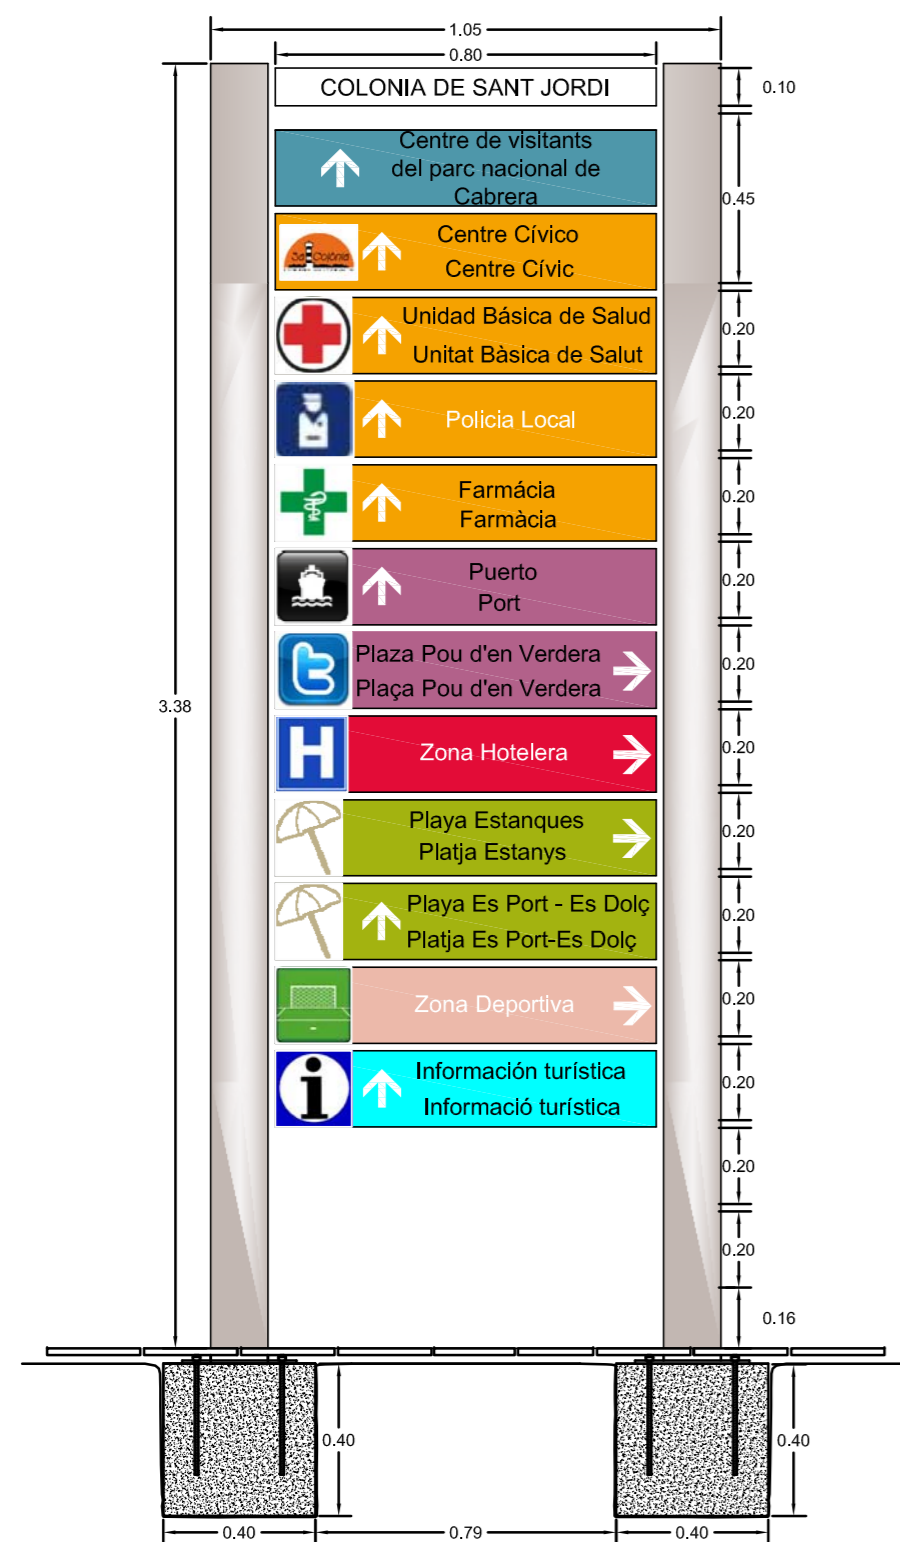 1.05
0.80
COLONIA DE SANT JORDI
0.10
Centre de visitants
del parc nacional de
Cabrera
0.45
Sa Colònia
Centre Cívico
Centre Cívic
Unidad Básica de Salud
Unitat Bàsica de Salut
0.20
Policia Local
0.20
Farmácia
Farmàcia
0.20
Puerto
Port
0.20
Plaza Pou d'en Verdera
Plaça Pou d'en Verdera
0.20
3.38
H
Zona Hotelera
0.20
Playa Estanques
Platja Estanys
0.20
Playa Es Port - Es Dolç
Platja Es Port-Es Dolç
0.20
Zona Deportiva
0.20
i
Información turística
Informació turística
0.20
0.20
0.20
0.16
0.40
0.40
0.40
0.79
0.40